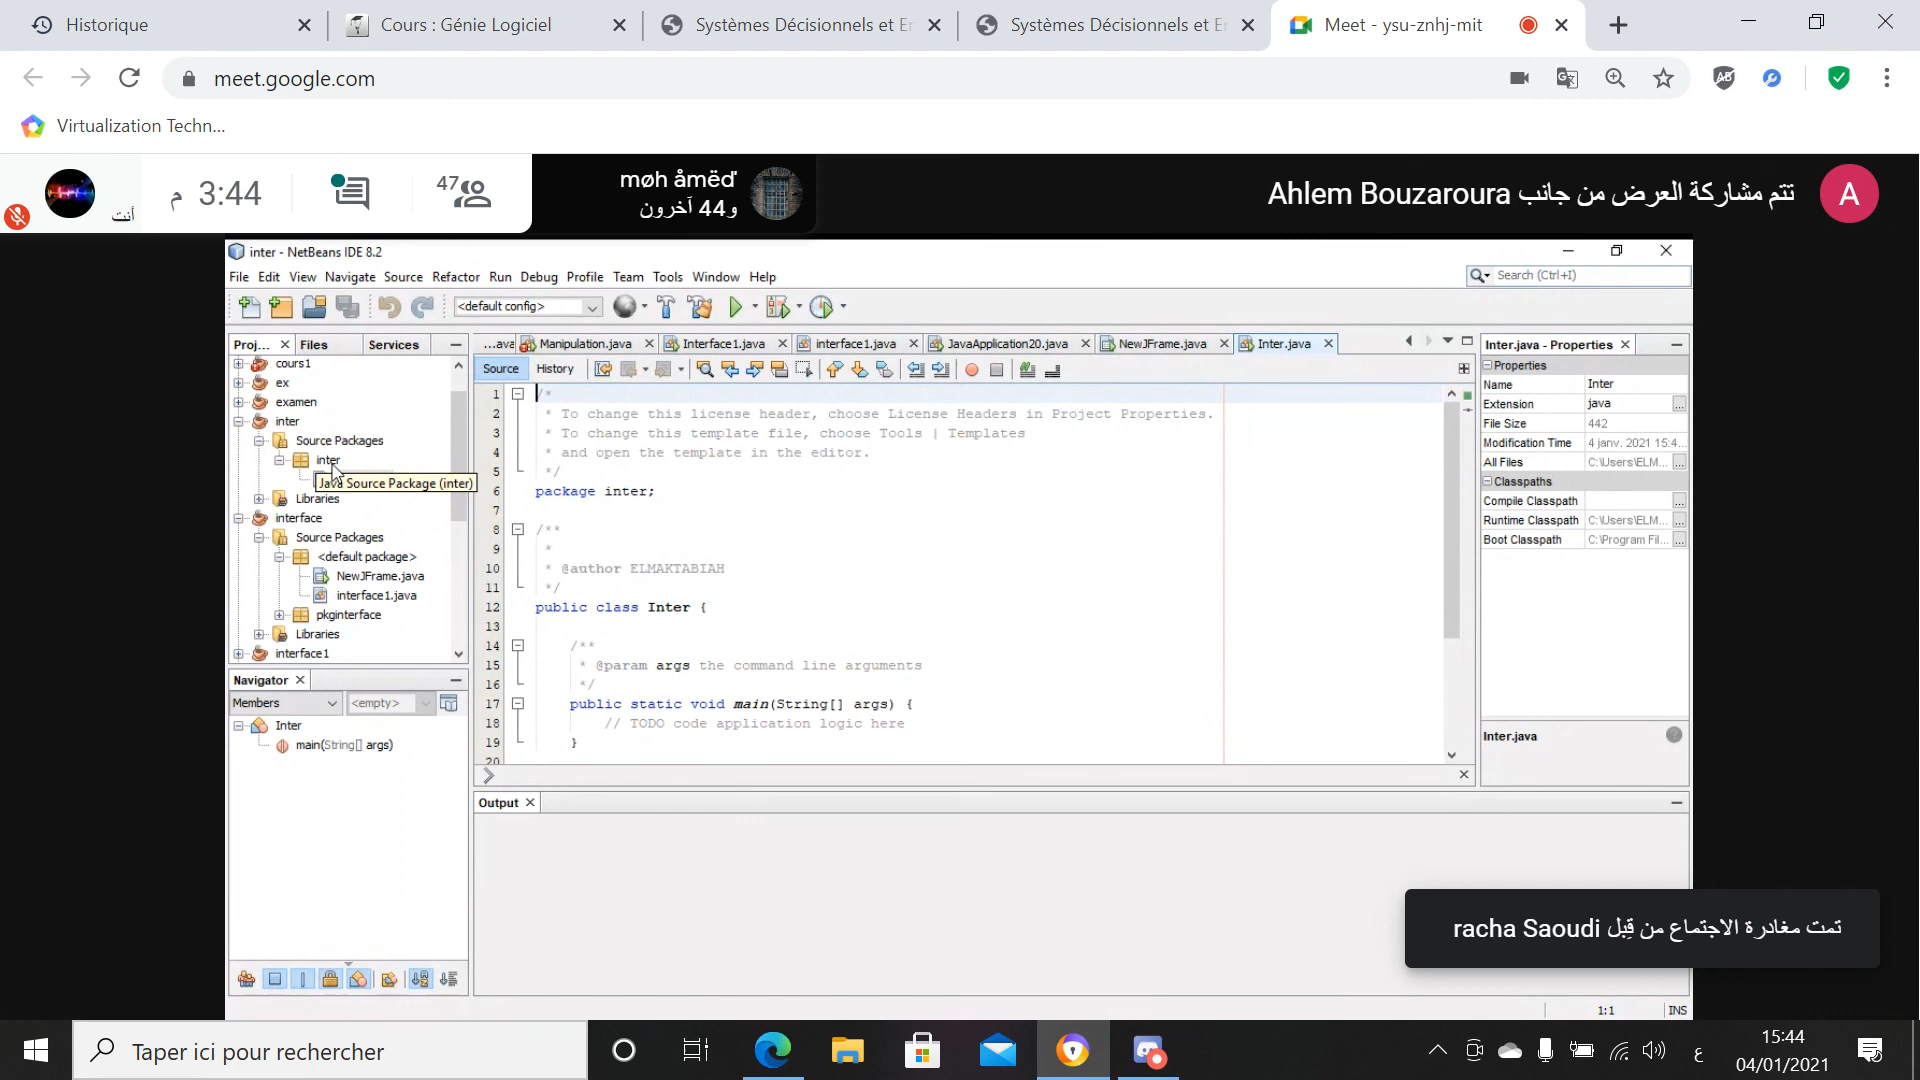 Historique
Cours : Génie Logiciel
Systèmes Décisionnels et Er
Systèmes Décisionnels et Er
Meet - ysu-znhj-mit
meet.google.com
Virtualization Techn...
أنت
3:44 م
47
møh åmëď
و44 آخرون
تتم مشاركة العرض من جانب Ahlem Bouzaroura
A
inter - NetBeans IDE 8.2
File Edit View Navigate Source Refactor Run Debug Profile Team Tools Window Help
Search (Ctrl+I)
<default config>
Proj... Files Services
...ava Manipulation.java Interface1.java interface1.java JavaApplication20.java NewJFrame.java Inter.java
Source History
cours1
ex
examen
inter
Source Packages
inter
Java Source Package (inter)
Libraries
interface
Source Packages
<default package>
NewJFrame.java
interface1.java
pkginterface
Libraries
interface1
Navigator
Members <empty>
Inter
main(String[] args)
1 /*
2 * To change this license header, choose License Headers in Project Properties.
3 * To change this template file, choose Tools | Templates
4 * and open the template in the editor.
5 */
6 package inter;
7
8 /**
9 *
10 * @author ELMAKTABIAH
11 */
12 public class Inter {
13
14 /**
15 * @param args the command line arguments
16 */
17 public static void main(String[] args) {
18 // TODO code application logic here
19 }
20
Inter.java - Properties
Properties
Name Inter
Extension java
File Size 442
Modification Time 4 janv. 2021 15:4...
All Files C:\Users\ELM...
Classpaths
Compile Classpath
Runtime Classpath C:\Users\ELM...
Boot Classpath C:\Program Fil...
Inter.java
Output
تمت مغادرة الاجتماع من قِبل racha Saoudi
1:1 INS
Taper ici pour rechercher
ع
15:44
04/01/2021